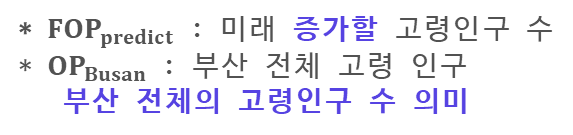 * FOPpredict : 미래 증가할 고령인구 수
* OPBusan : 부산 전체 고령 인구
부산 전체의 고령인구 수 의미